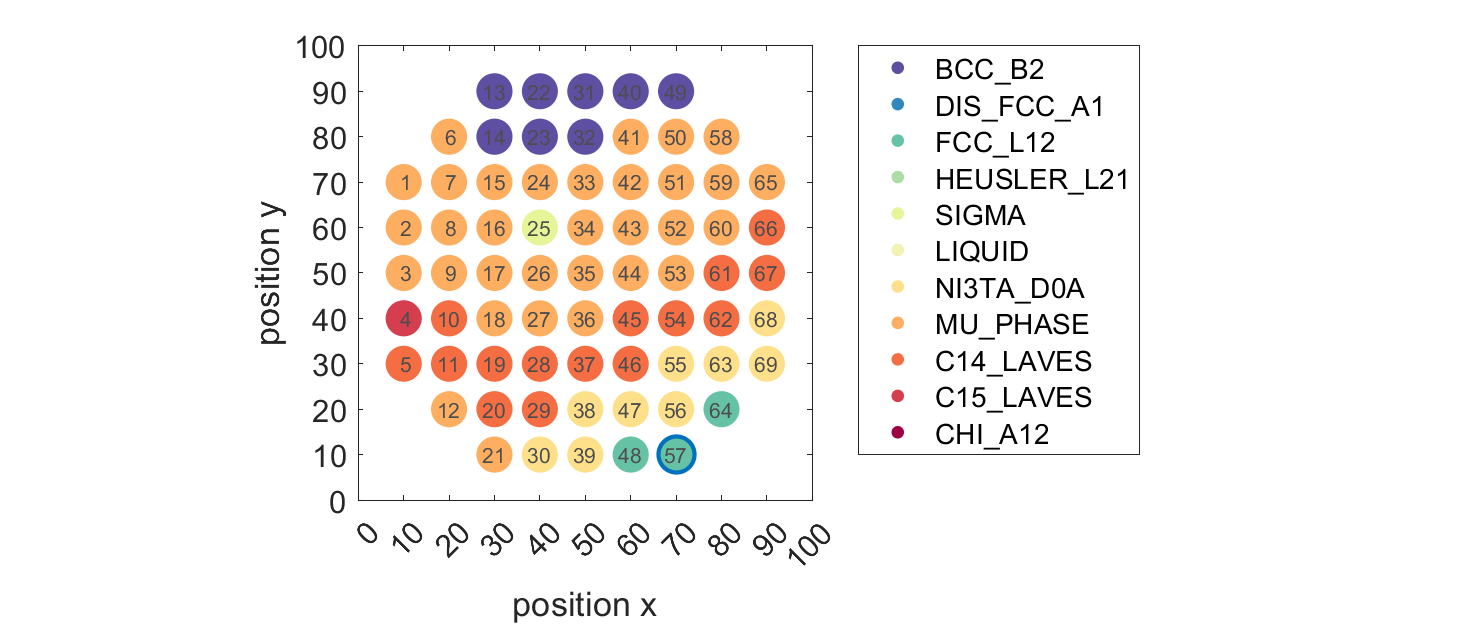 100
90 13 22 31 40 49
80 6 14 23 32 41 50 58
70 1 7 15 24 33 42 51 59 65
60 2 8 16 25 34 43 52 60 66
50 3 9 17 26 35 44 53 61 67
40 4 10 18 27 36 45 54 62 68
30 5 11 19 28 37 46 55 63 69
20 12 20 29 38 47 56 64
10 21 30 39 48 57
0
position y
0 10 20 30 40 50 60 70 80 90 100
position x
BCC_B2
DIS_FCC_A1
FCC_L12
HEUSLER_L21
SIGMA
LIQUID
NI3TA_D0A
MU_PHASE
C14_LAVES
C15_LAVES
CHI_A12